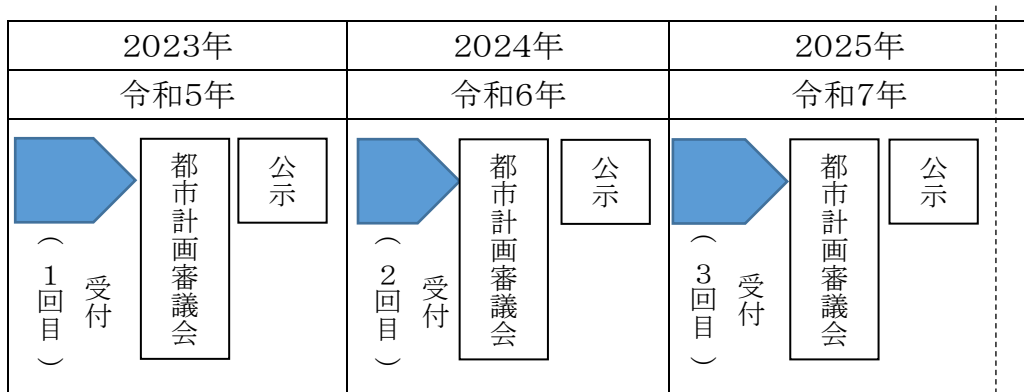 2023年
2024年
2025年
令和5年
令和6年
令和7年
受付
（1回目）
都市計画審議会
公示
受付
（2回目）
都市計画審議会
公示
受付
（3回目）
都市計画審議会
公示